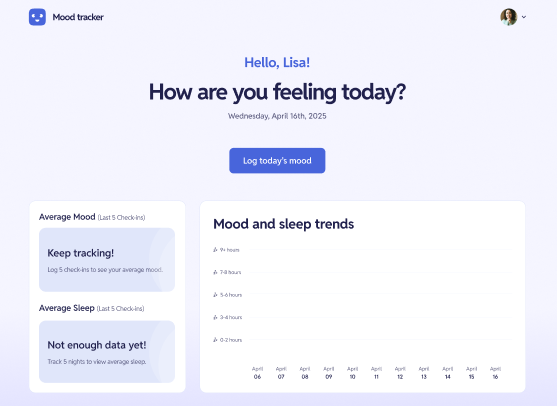 Mood tracker
Hello, Lisa!
How are you feeling today?
Wednesday, April 16th, 2025
Log today's mood
Average Mood (Last 5 Check-ins)
Keep tracking!
Log 5 check-ins to see your average mood.
Average Sleep (Last 5 Check-ins)
Not enough data yet!
Track 5 nights to view average sleep.
Mood and sleep trends
9+ hours
7-8 hours
5-6 hours
3-4 hours
0-2 hours
April April April April April April April April April April April
06 07 08 09 10 11 12 13 14 15 16